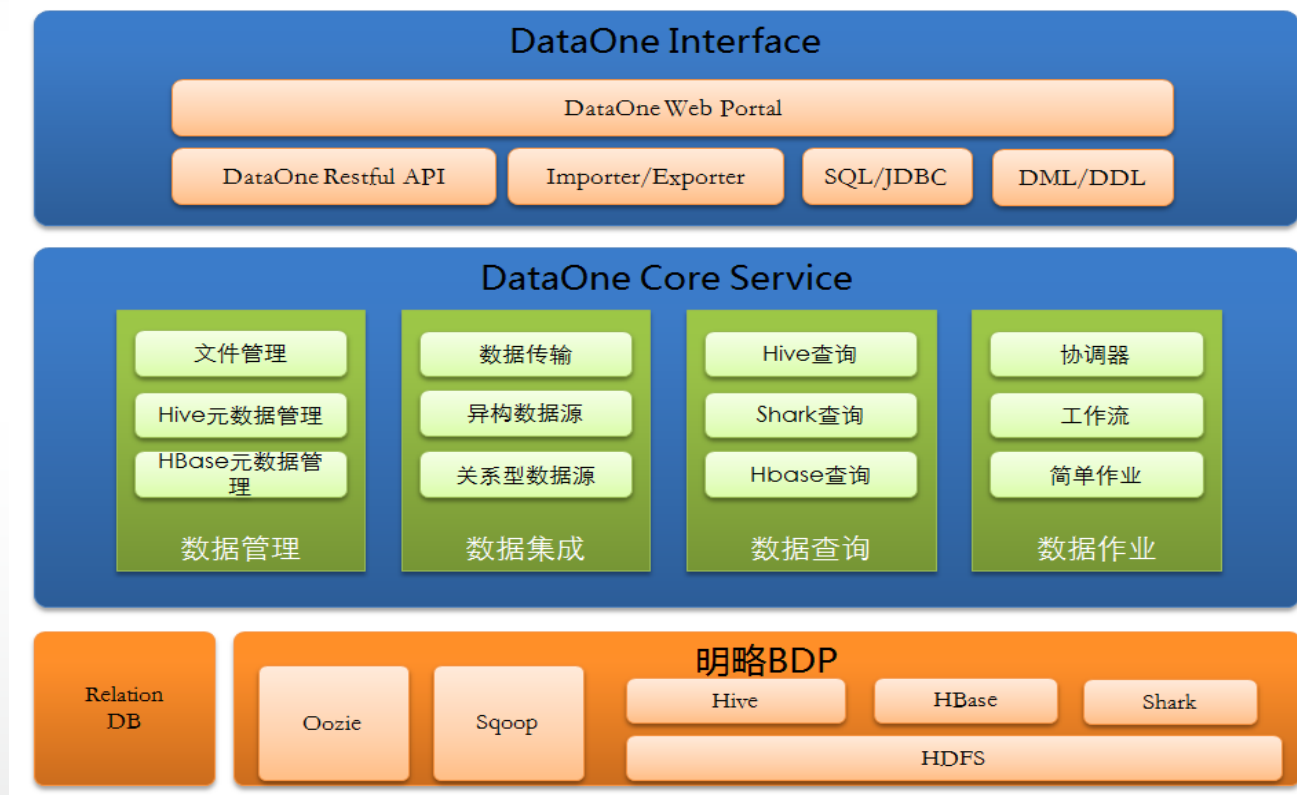 DataOne Interface
DataOne Web Portal
DataOne Restful API
Importer/Exporter
SQL/JDBC
DML/DDL
DataOne Core Service
文件管理
Hive元数据管理
HBase元数据管
理
数据管理
数据传输
异构数据源
关系型数据源
数据集成
Hive查询
Shark查询
Hbase查询
数据查询
协调器
工作流
简单作业
数据作业
Relation
DB
明略BDP
Oozie
Sqoop
Hive
HBase
Shark
HDFS